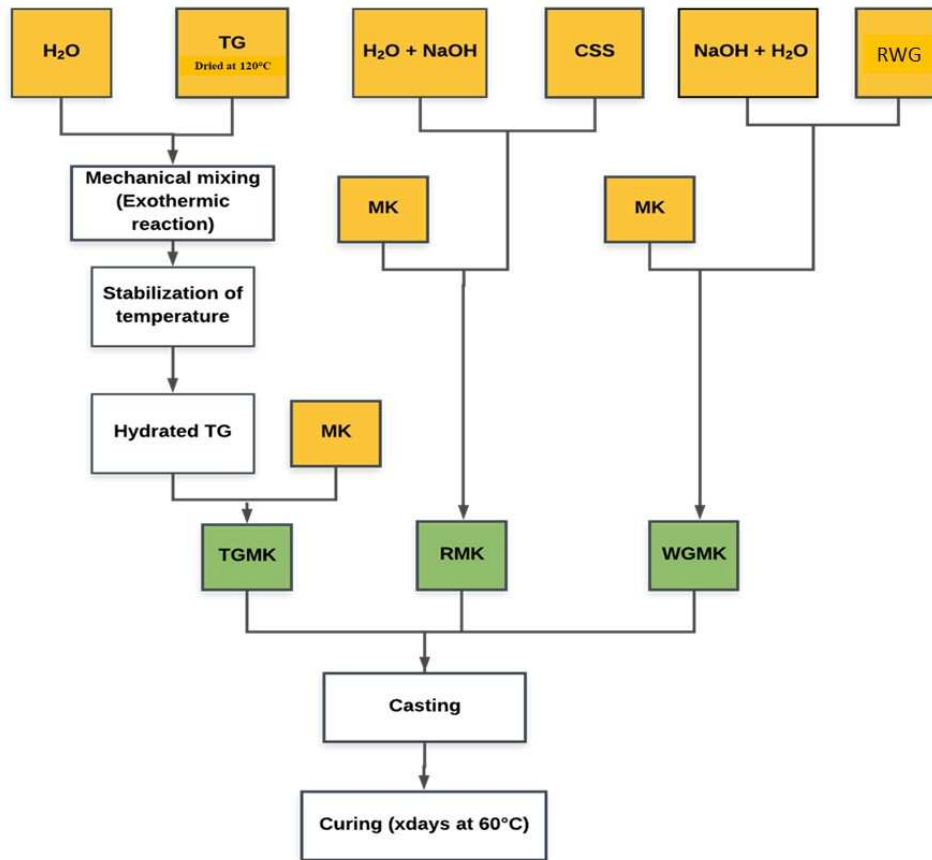 H₂O
TG
Dried at 120°C
H₂O + NaOH
CSS
NaOH + H₂O
RWG
Mechanical mixing
(Exothermic
reaction)
MK
MK
Stabilization of
temperature
Hydrated TG
MK
TGMK
RMK
WGMK
Casting
Curing (xdays at 60°C)